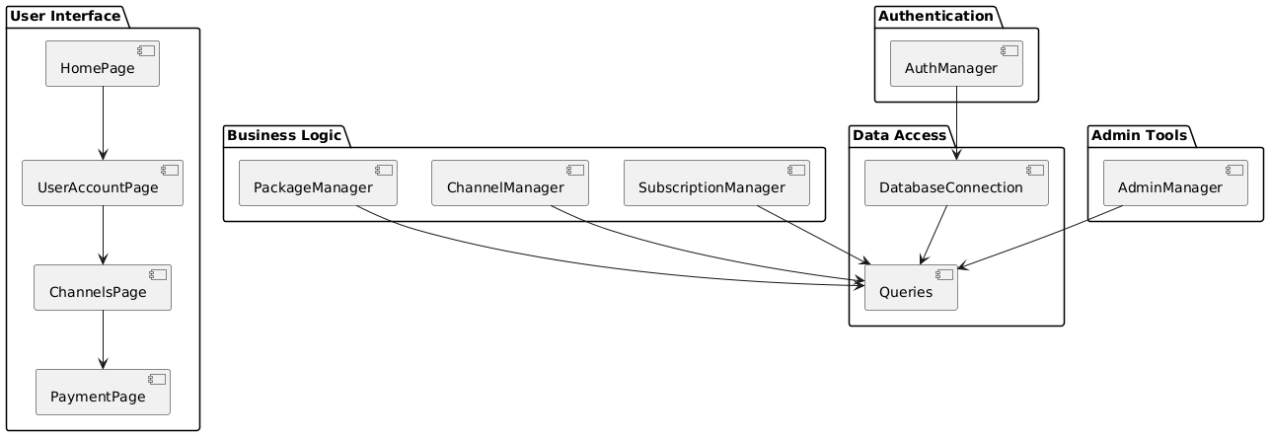 User Interface
HomePage
UserAccountPage
ChannelsPage
PaymentPage
Business Logic
PackageManager
ChannelManager
SubscriptionManager
Authentication
AuthManager
Data Access
DatabaseConnection
Queries
Admin Tools
AdminManager